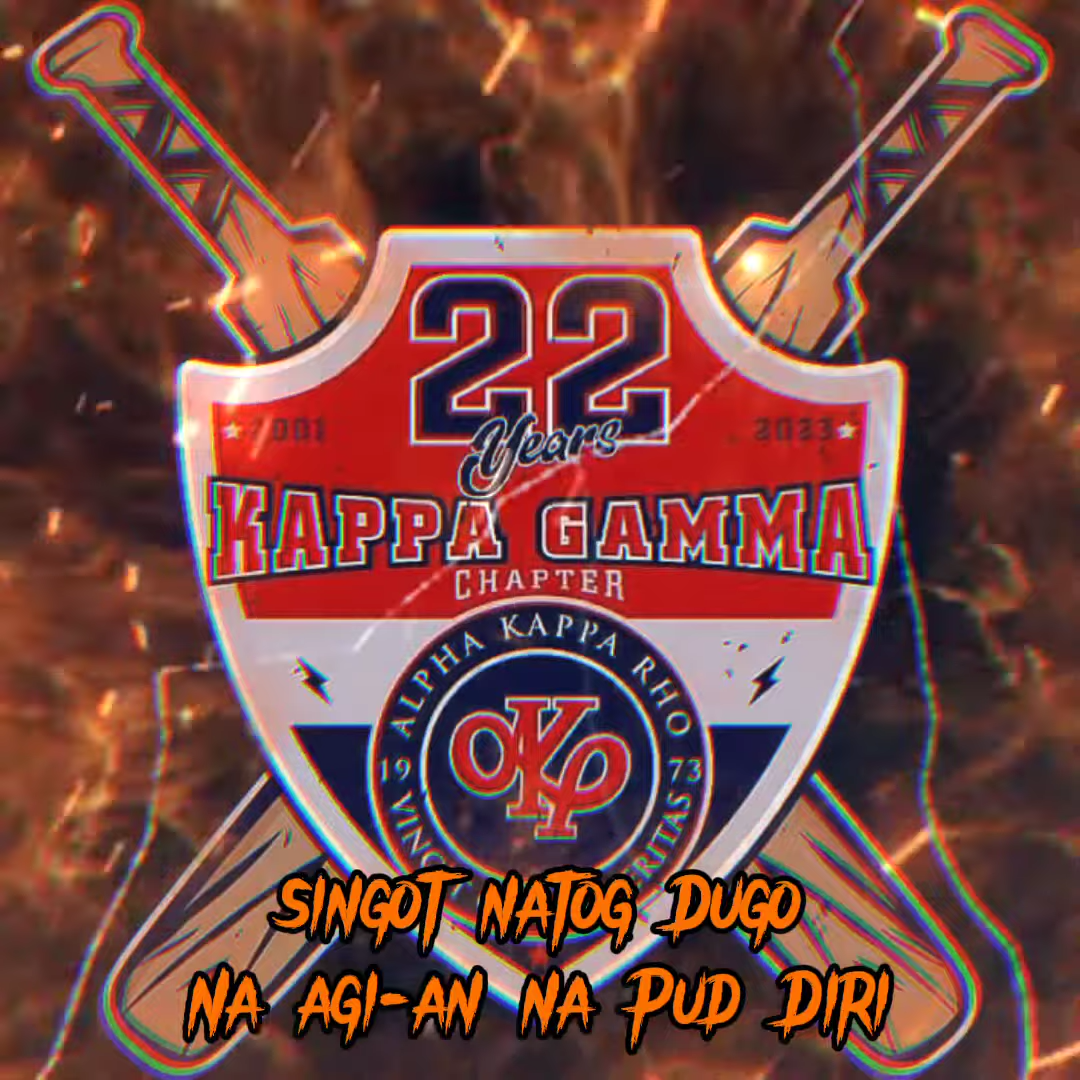 22
Years
2001 2023
KAPPA GAMMA
CHAPTER
ALPHA KAPPA RHO
19 73
AKP
SINGOT NATOG DUGO
NA AGI-AN NA PUD DIRI